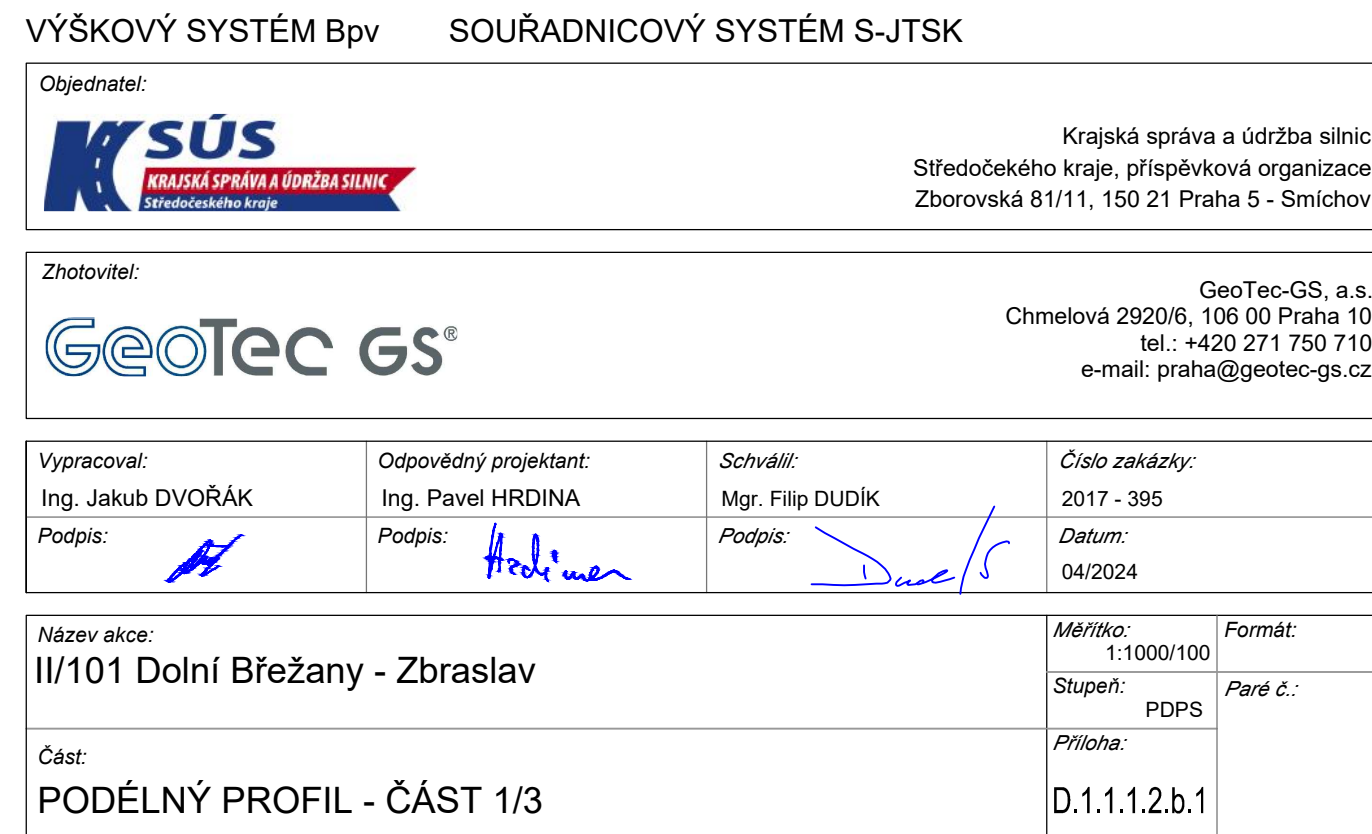 VÝŠKOVÝ SYSTÉM Bpv SOUŘADNICOVÝ SYSTÉM S-JTSK
Objednatel:
KSÚS
KRAJSKÁ SPRÁVA A ÚDRŽBA SILNIC
Středočeského kraje
Krajská správa a údržba silnic
Středočekého kraje, příspěvková organizace
Zborovská 81/11, 150 21 Praha 5 - Smíchov
Zhotovitel:
GeoTec GS®
GeoTec-GS, a.s.
Chmelová 2920/6, 106 00 Praha 10
tel.: +420 271 750 710
e-mail: praha@geotec-gs.cz
Vypracoval: Odpovědný projektant: Schválil: Číslo zakázky:
Ing. Jakub DVOŘÁK Ing. Pavel HRDINA Mgr. Filip DUDÍK 2017 - 395
Podpis: Podpis: Podpis: Datum:
04/2024
Název akce: Měřítko: Formát:
1:1000/100
II/101 Dolní Břežany - Zbraslav
Stupeň: Paré č.:
PDPS
Část: Příloha:
PODÉLNÝ PROFIL - ČÁST 1/3 D.1.1.1.2.b.1